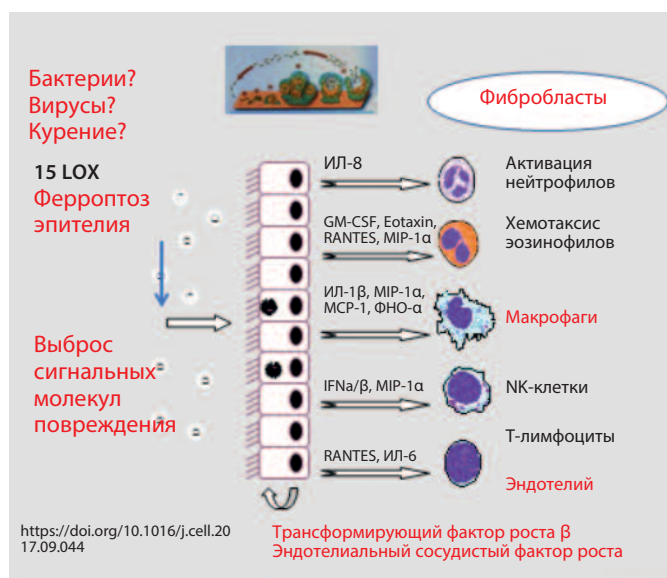 Бактерии?
Вирусы?
Курение?
Фибробласты
15 LOX
Ферроптоз
эпителия
ИЛ-8
Активация
нейтрофилов
GM-CSF, Eotaxin,
RANTES, MIP-1α
Хемотаксис
эозинофилов
ИЛ-1β, MIP-1α,
MCP-1, ФНО-α
Макрофаги
Выброс
сигнальных
молекул
повреждения
IFNa/β, MIP-1α
NK-клетки
Т-лимфоциты
RANTES, ИЛ-6
Эндотелий
https://doi.org/10.1016/j.cell.20
17.09.044
Трансформирующий фактор роста β
Эндотелиальный сосудистый фактор роста